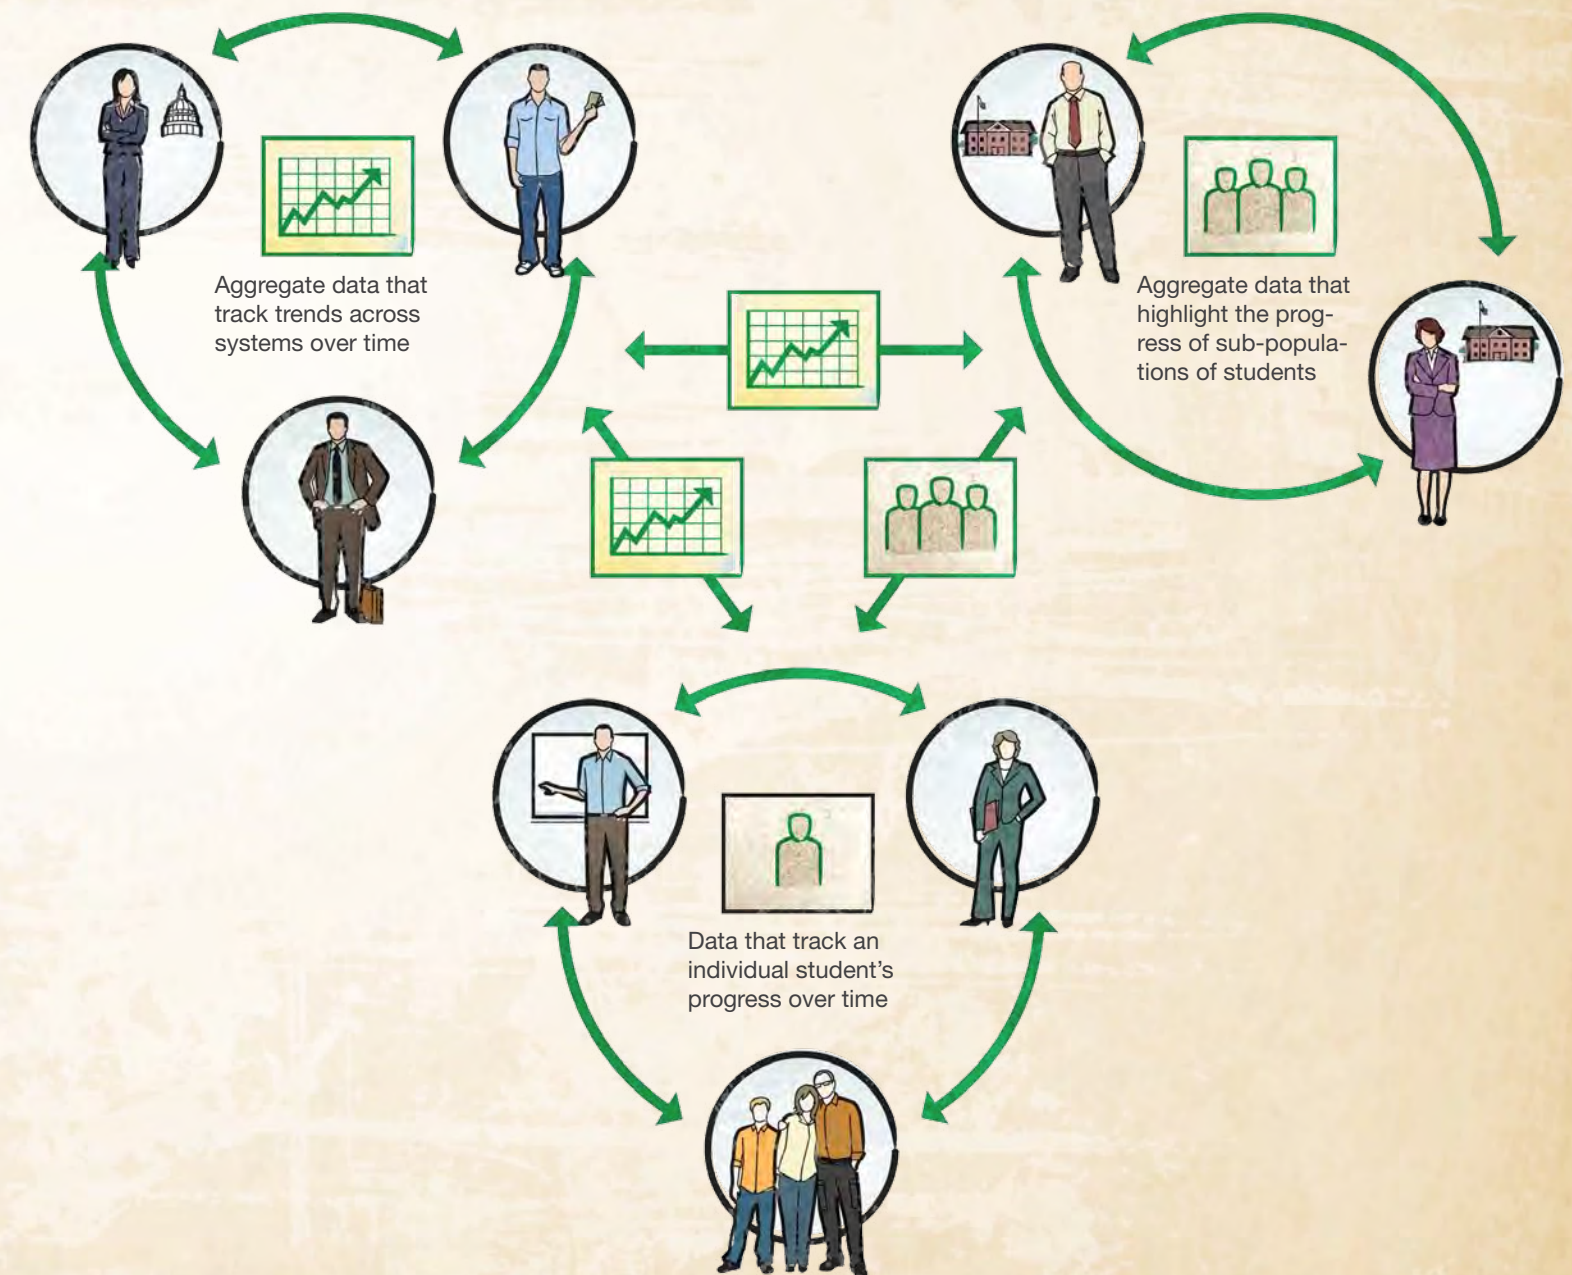 Aggregate data that
track trends across
systems over time
Aggregate data that
highlight the prog-
ress of sub-popula-
tions of students
Data that track an
individual student’s
progress over time